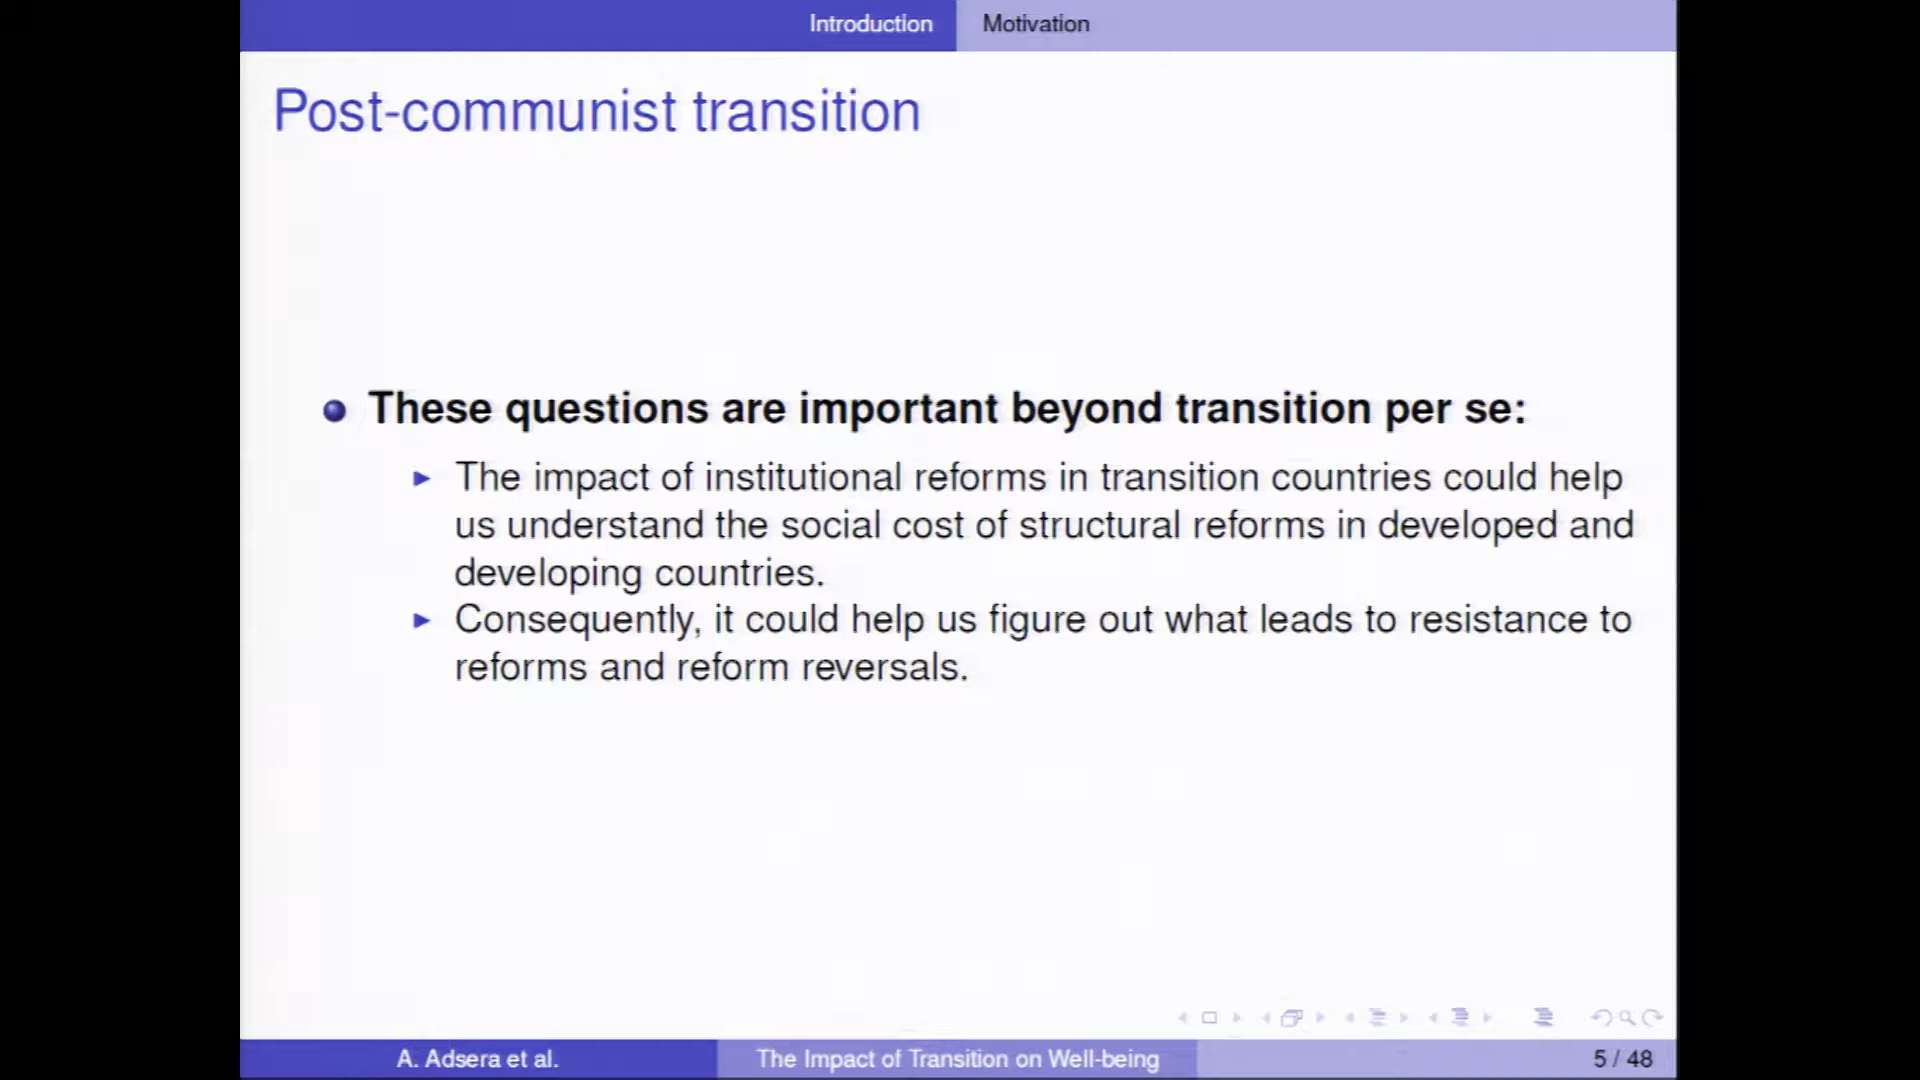 Introduction Motivation
Post-communist transition
These questions are important beyond transition per se:
The impact of institutional reforms in transition countries could help
us understand the social cost of structural reforms in developed and
developing countries.
Consequently, it could help us figure out what leads to resistance to
reforms and reform reversals.
A. Adsera et al. The Impact of Transition on Well-being 5 / 48